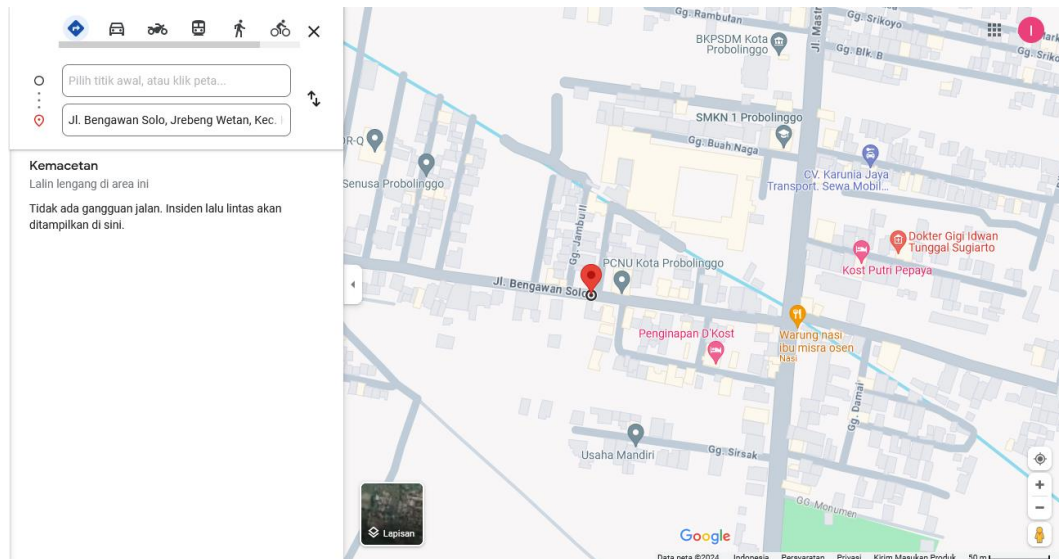 Pilih titik awal, atau klik peta...
Jl. Bengawan Solo, Jrebeng Wetan, Kec.
Kemacetan
Lalin lengang di area ini
Tidak ada gangguan jalan. Insiden lalu lintas akan
ditampilkan di sini.
Gg. Rambutan
Jl. Mastr
Gg. Srikoyo
I
BKPSDM Kota
Probolinggo
Gg. Blk. B
Gg. Sriko
SMKN 1 Probolinggo
Gg. Buah Naga
CV. Karunia Jaya
Transport. Sewa Mobil...
R-Q
Senusa Probolinggo
Gg. Jambu II
Dokter Gigi Idwan
Tunggal Sugiarto
Kost Putri Pepaya
PCNU Kota Probolinggo
Jl. Bengawan Solo
Penginapan D'Kost
Warung nasi
ibu misra osen
Nasi
Gg. Damai
Usaha Mandiri
Gg. Sirsak
GG. Monumen
Lapisan
Google
Data peta ©2024 Indonesia Persyaratan Privasi Kirim Masukan Produk 50 m